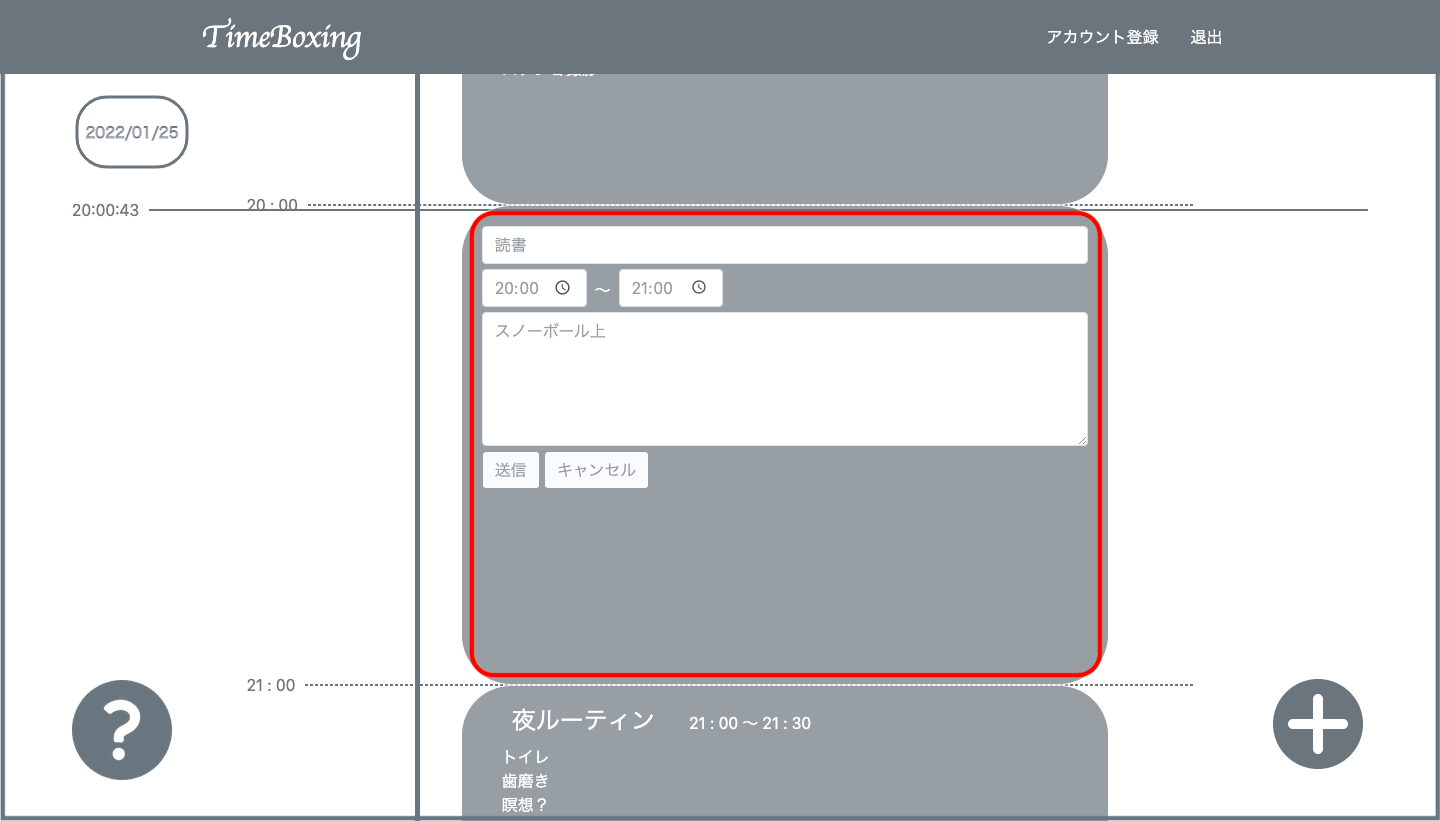 TimeBoxing
アカウント登録 退出
2022/01/25
20:00:43
20 : 00
読書
20:00 ～ 21:00
スノーボール上
送信 キャンセル
21 : 00
夜ルーティン 21 : 00 ～ 21 : 30
トイレ
歯磨き
瞑想？